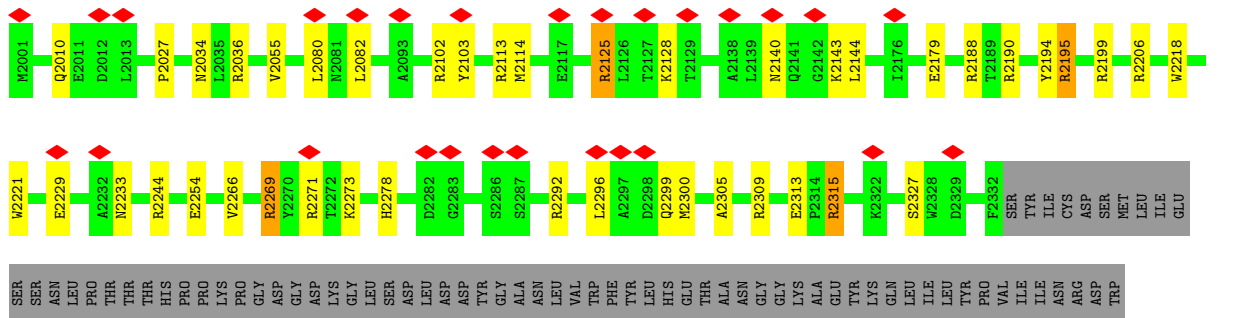 M2001 Q2010 E2011 D2012 L2013 P2027 N2034 L2035 R2036 V2055 L2080 N2081 L2082 A2093 R2102 Y2103 R2113 M2114 E2117 R2125 L2126 T2127 K2128 T2129 A2138 L2139 N2140 Q2141 G2142 K2143 L2144 I2176 E2179 R2188 T2189 R2190 Y2194 R2195 R2199 R2206 W2218
W2221 E2229 A2232 N2233 R2244 E2254 V2266 R2269 Y2270 R2271 T2272 K2273 H2278 D2282 G2283 S2286 S2287 R2292 L2296 A2297 D2298 Q2299 M2300 A2305 R2309 E2313 P2314 R2315 K2322 S2327 W2328 D2329 F2332 SER TYR ILE CYS ASP SER MET LEU ILE GLU
SER SER ASN LEU PRO THR THR THR HIS PRO PRO LYS PRO GLY ASP GLY ASP LYS GLY LEU SER ASP LEU ASP ASP TYR GLY ALA ASN LEU VAL TRP PHE TYR LEU HIS GLU THR ALA ASN GLY GLY LYS ALA GLU TYR LYS GLN LEU ILE LEU TYR PRO VAL ILE ILE ASN ARG ASP TRP